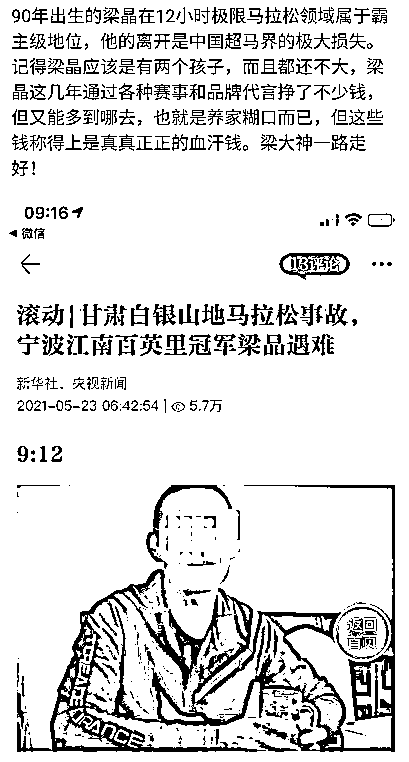 90年出生的梁晶在12小时极限马拉松领域属于霸
主级地位，他的离开是中国超马界的极大损失。
记得梁晶应该是有两个孩子，而且都还不大，梁
晶这几年通过各种赛事和品牌代言挣了不少钱，
但又能多到哪去，也就是养家糊口而已，但这些
钱称得上是真真正正的血汗钱。梁大神一路走
好！
09:16
微信
113评论
滚动|甘肃白银山地马拉松事故，
宁波江南百英里冠军梁晶遇难
新华社、央视新闻
2021-05-23 06:42:54 | 5.7万
9:12
返回
首页